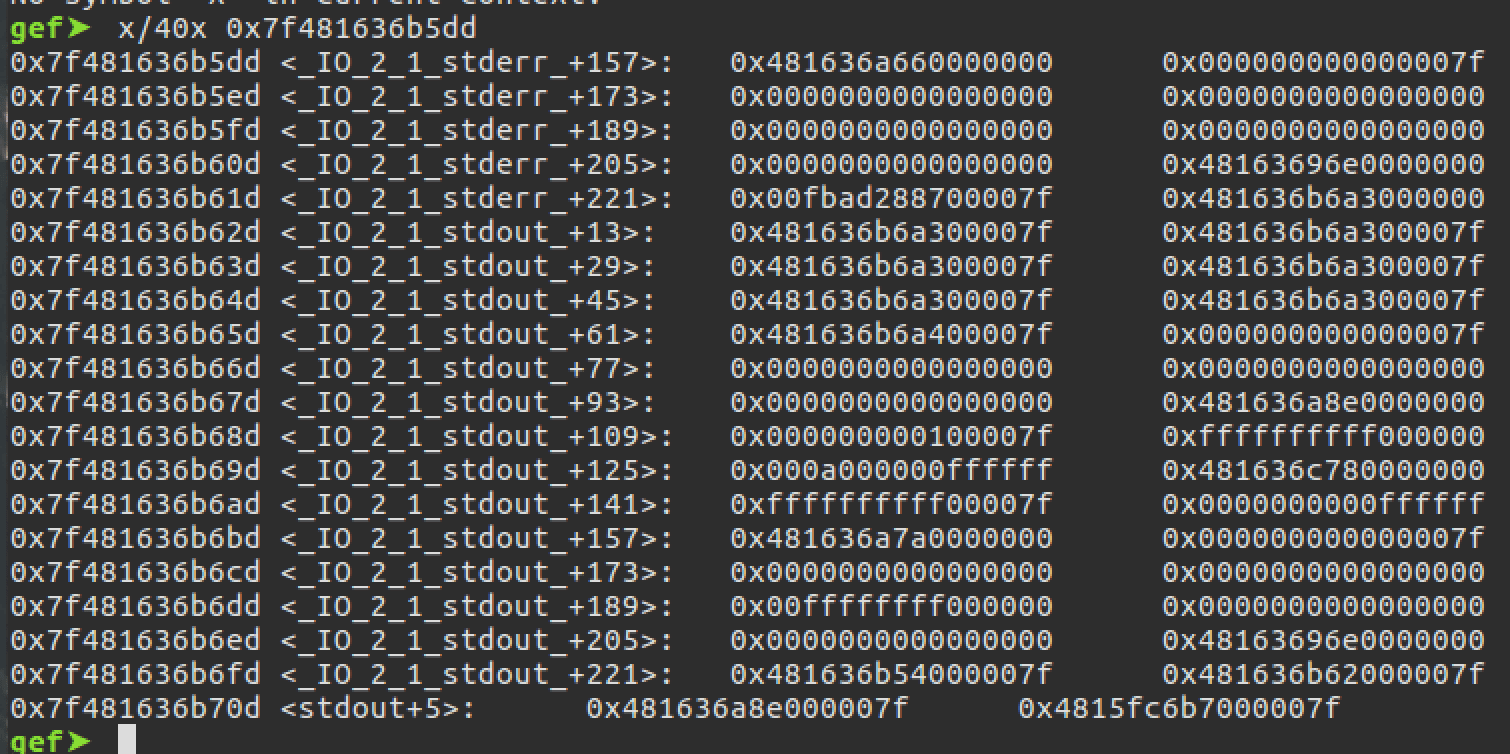 No symbol "x" in current context.
gef➤  x/40x 0x7f481636b5dd
0x7f481636b5dd <_IO_2_1_stderr_+157>:	0x481636a660000000	0x000000000000007f
0x7f481636b5ed <_IO_2_1_stderr_+173>:	0x0000000000000000	0x0000000000000000
0x7f481636b5fd <_IO_2_1_stderr_+189>:	0x0000000000000000	0x0000000000000000
0x7f481636b60d <_IO_2_1_stderr_+205>:	0x0000000000000000	0x48163696e0000000
0x7f481636b61d <_IO_2_1_stderr_+221>:	0x00fbad288700007f	0x481636b6a3000000
0x7f481636b62d <_IO_2_1_stdout_+13>:	0x481636b6a300007f	0x481636b6a300007f
0x7f481636b63d <_IO_2_1_stdout_+29>:	0x481636b6a300007f	0x481636b6a300007f
0x7f481636b64d <_IO_2_1_stdout_+45>:	0x481636b6a300007f	0x481636b6a300007f
0x7f481636b65d <_IO_2_1_stdout_+61>:	0x481636b6a400007f	0x000000000000007f
0x7f481636b66d <_IO_2_1_stdout_+77>:	0x0000000000000000	0x0000000000000000
0x7f481636b67d <_IO_2_1_stdout_+93>:	0x0000000000000000	0x481636a8e0000000
0x7f481636b68d <_IO_2_1_stdout_+109>:	0x000000000100007f	0xffffffffff000000
0x7f481636b69d <_IO_2_1_stdout_+125>:	0x000a000000ffffff	0x481636c780000000
0x7f481636b6ad <_IO_2_1_stdout_+141>:	0xffffffffff00007f	0x0000000000ffffff
0x7f481636b6bd <_IO_2_1_stdout_+157>:	0x481636a7a0000000	0x000000000000007f
0x7f481636b6cd <_IO_2_1_stdout_+173>:	0x0000000000000000	0x0000000000000000
0x7f481636b6dd <_IO_2_1_stdout_+189>:	0x00ffffffff000000	0x0000000000000000
0x7f481636b6ed <_IO_2_1_stdout_+205>:	0x0000000000000000	0x48163696e0000000
0x7f481636b6fd <_IO_2_1_stdout_+221>:	0x481636b54000007f	0x481636b62000007f
0x7f481636b70d <stdout+5>:	0x481636a8e000007f	0x4815fc6b7000007f
gef➤